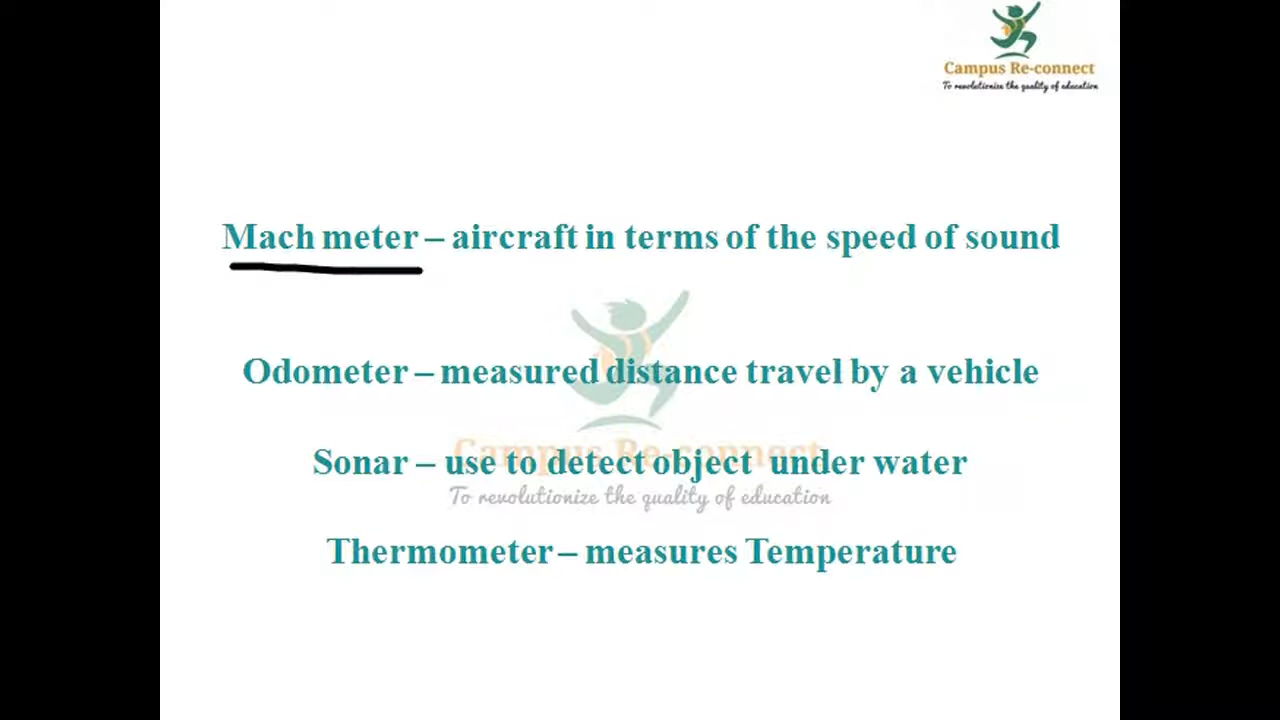 Campus Re-connect
To revolutionize the quality of education
Mach meter – aircraft in terms of the speed of sound
Odometer – measured distance travel by a vehicle
Campus Re-connect
Sonar – use to detect object under water
To revolutionize the quality of education
Thermometer – measures Temperature